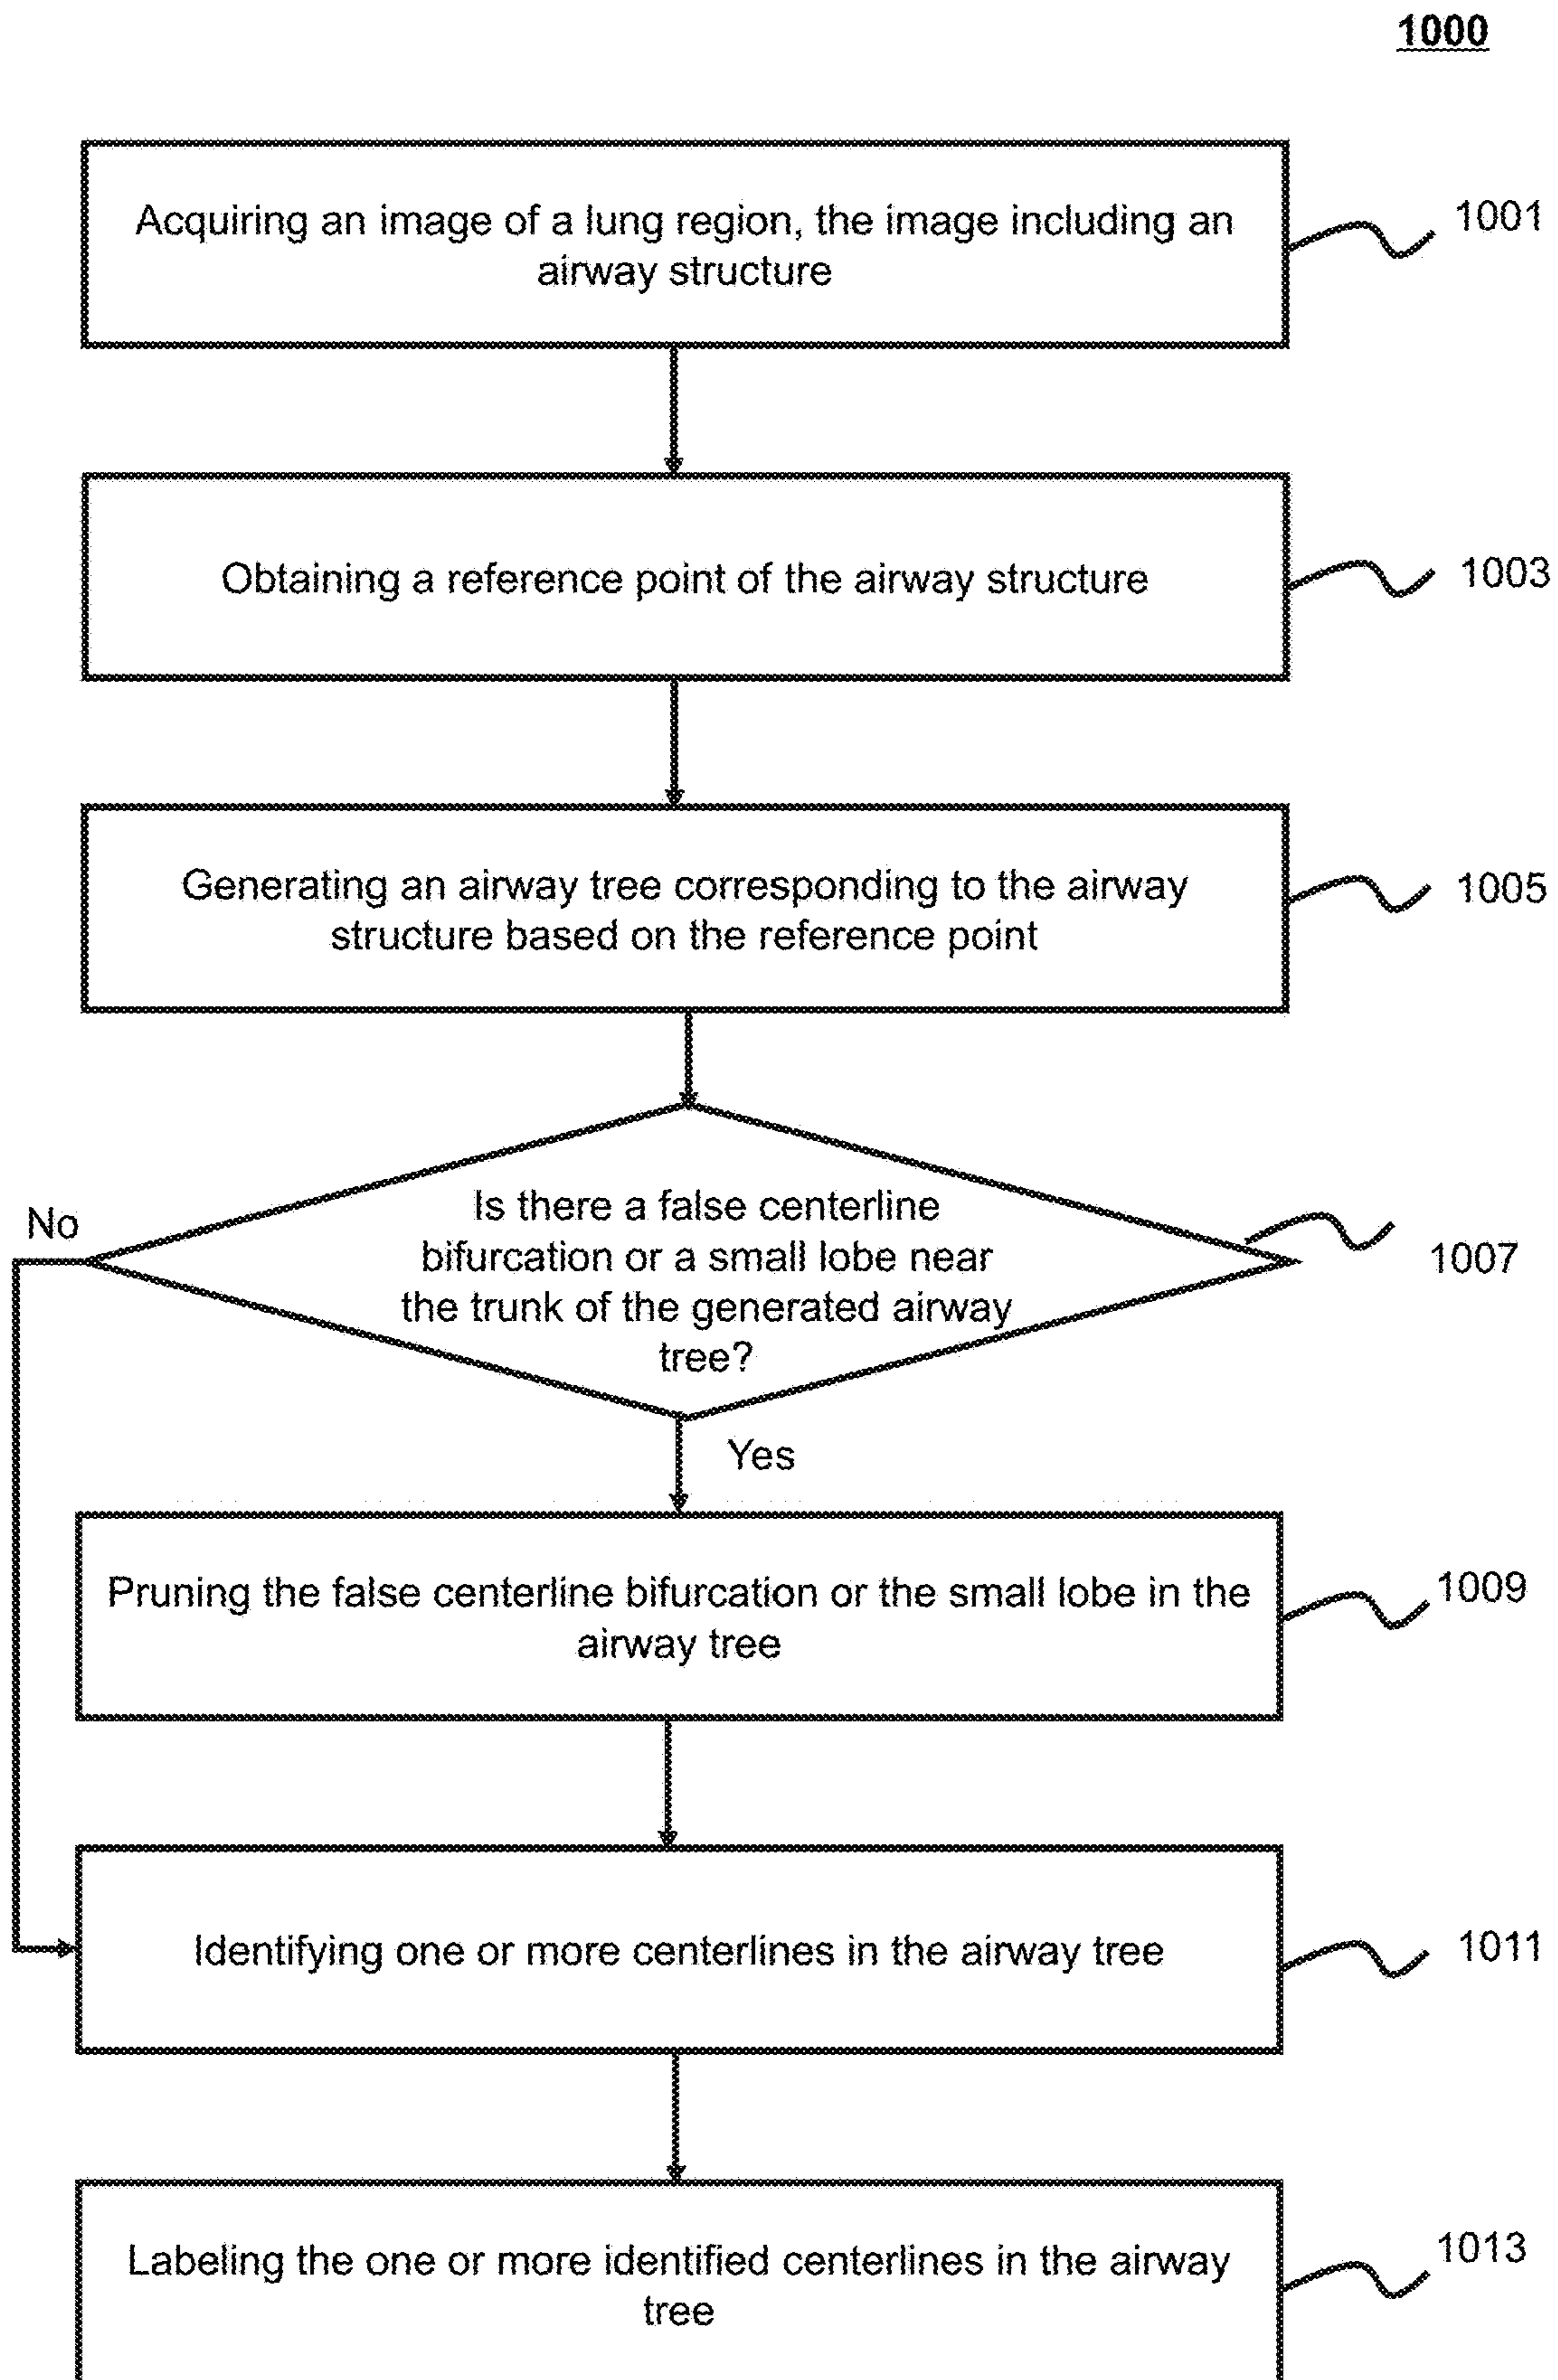 1000
Acquiring an image of a lung region, the image including an
airway structure
1001
Obtaining a reference point of the airway structure
1003
Generating an airway tree corresponding to the airway
structure based on the reference point
1005
No
Is there a false centerline
bifurcation or a small lobe near
the trunk of the generated airway
tree?
1007
Yes
Pruning the false centerline bifurcation or the small lobe in the
airway tree
1009
Identifying one or more centerlines in the airway tree
1011
Labeling the one or more identified centerlines in the airway
tree
1013